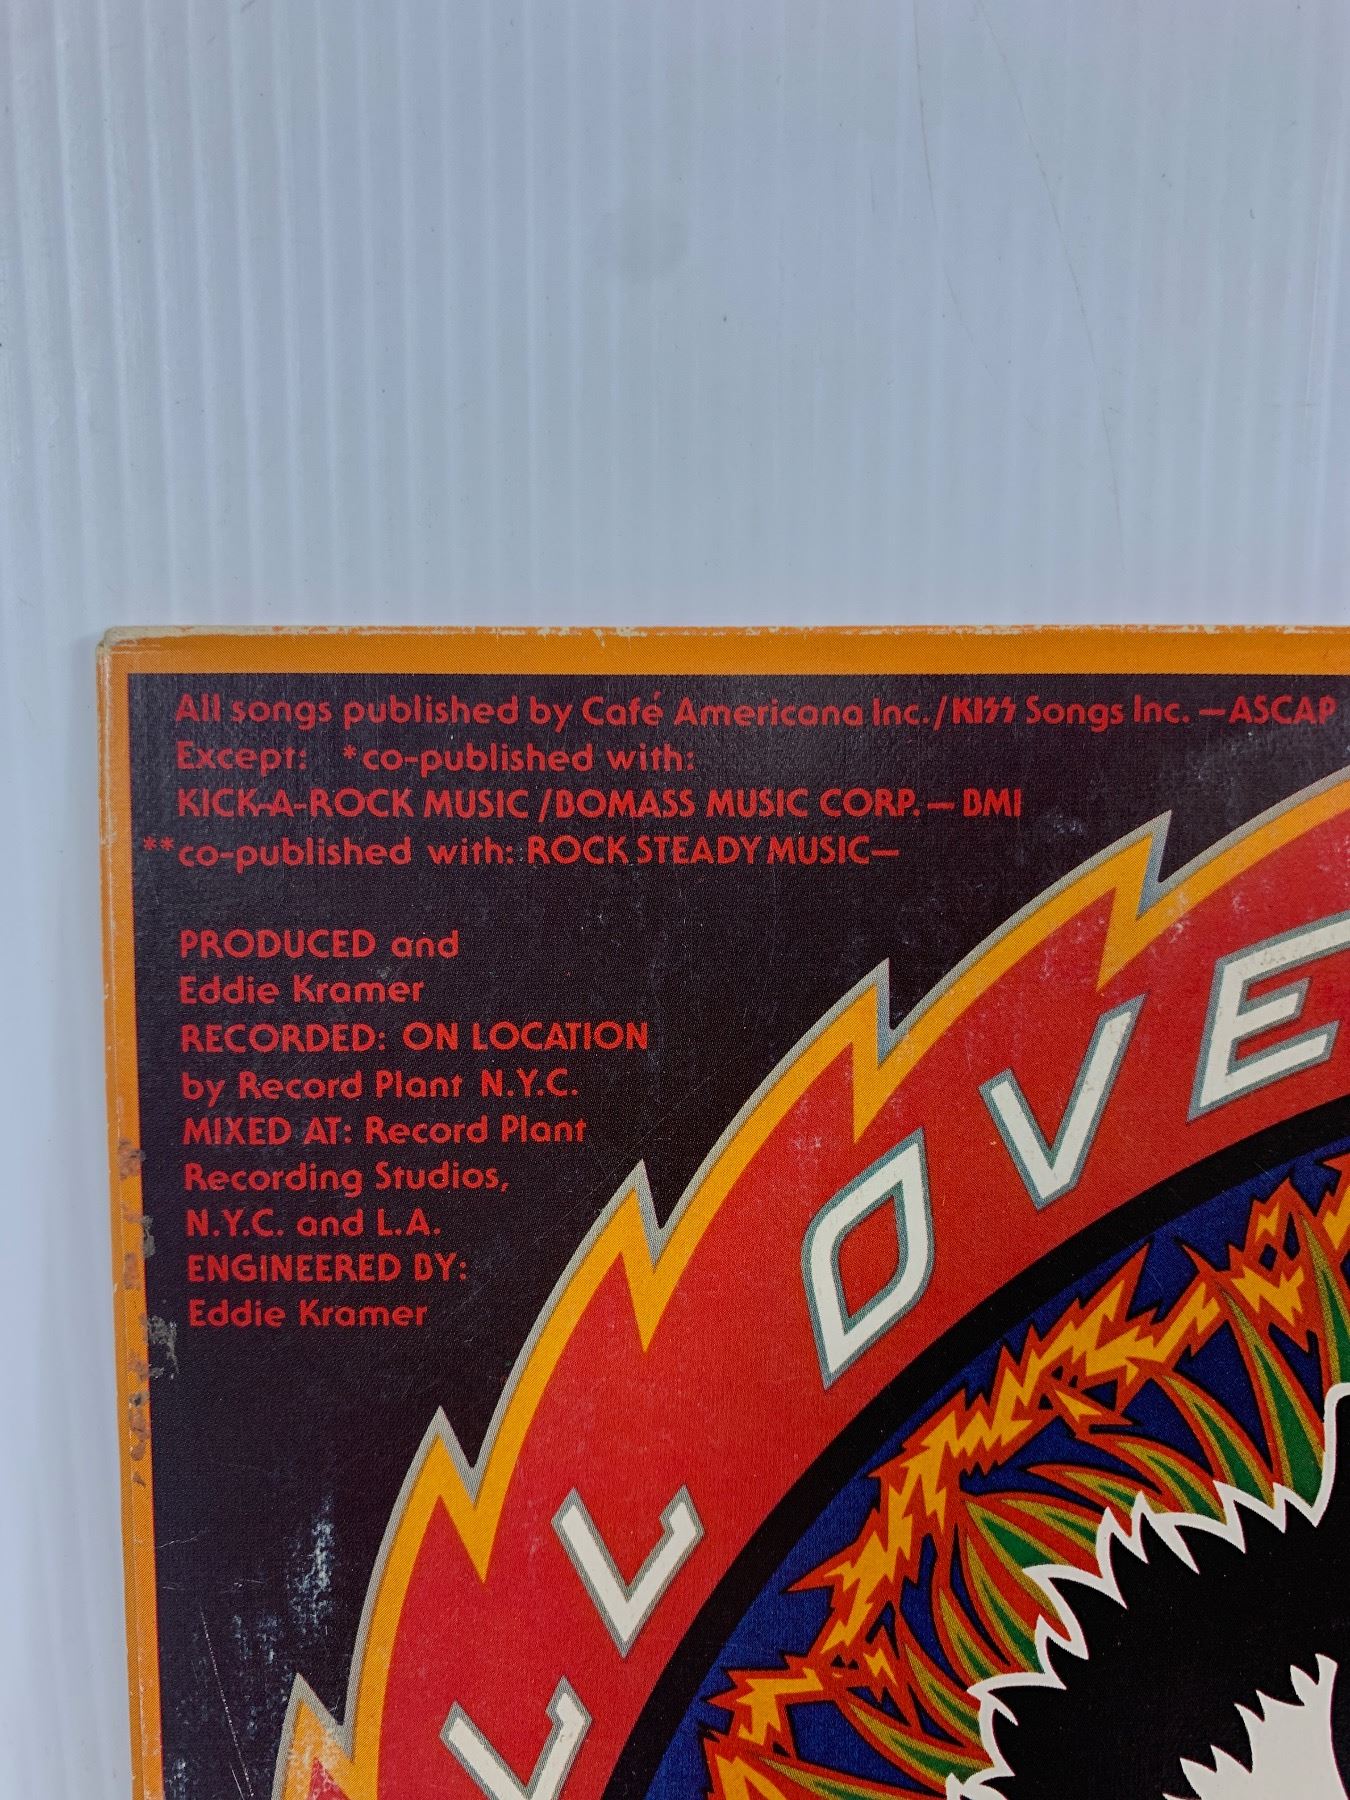 All songs published by Café Americana Inc./KISS Songs Inc. —ASCAP
Except: *co-published with:
KICK-A-ROCK MUSIC /BOMASS MUSIC CORP. — BMI
**co-published with: ROCK STEADY MUSIC—
PRODUCED and
Eddie Kramer
RECORDED: ON LOCATION
by Record Plant N.Y.C.
MIXED AT: Record Plant
Recording Studios,
N.Y.C. and L.A.
ENGINEERED BY:
Eddie Kramer
LL OVE